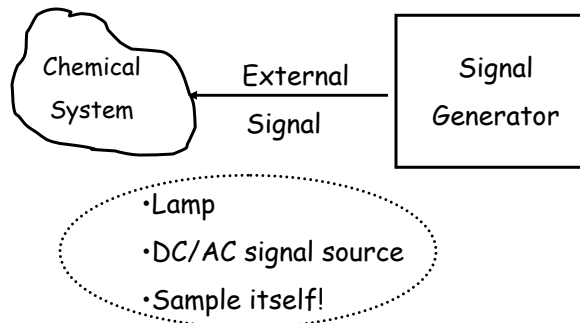 Chemical
System
External
Signal
Signal
Generator
•Lamp
•DC/AC signal source
•Sample itself!